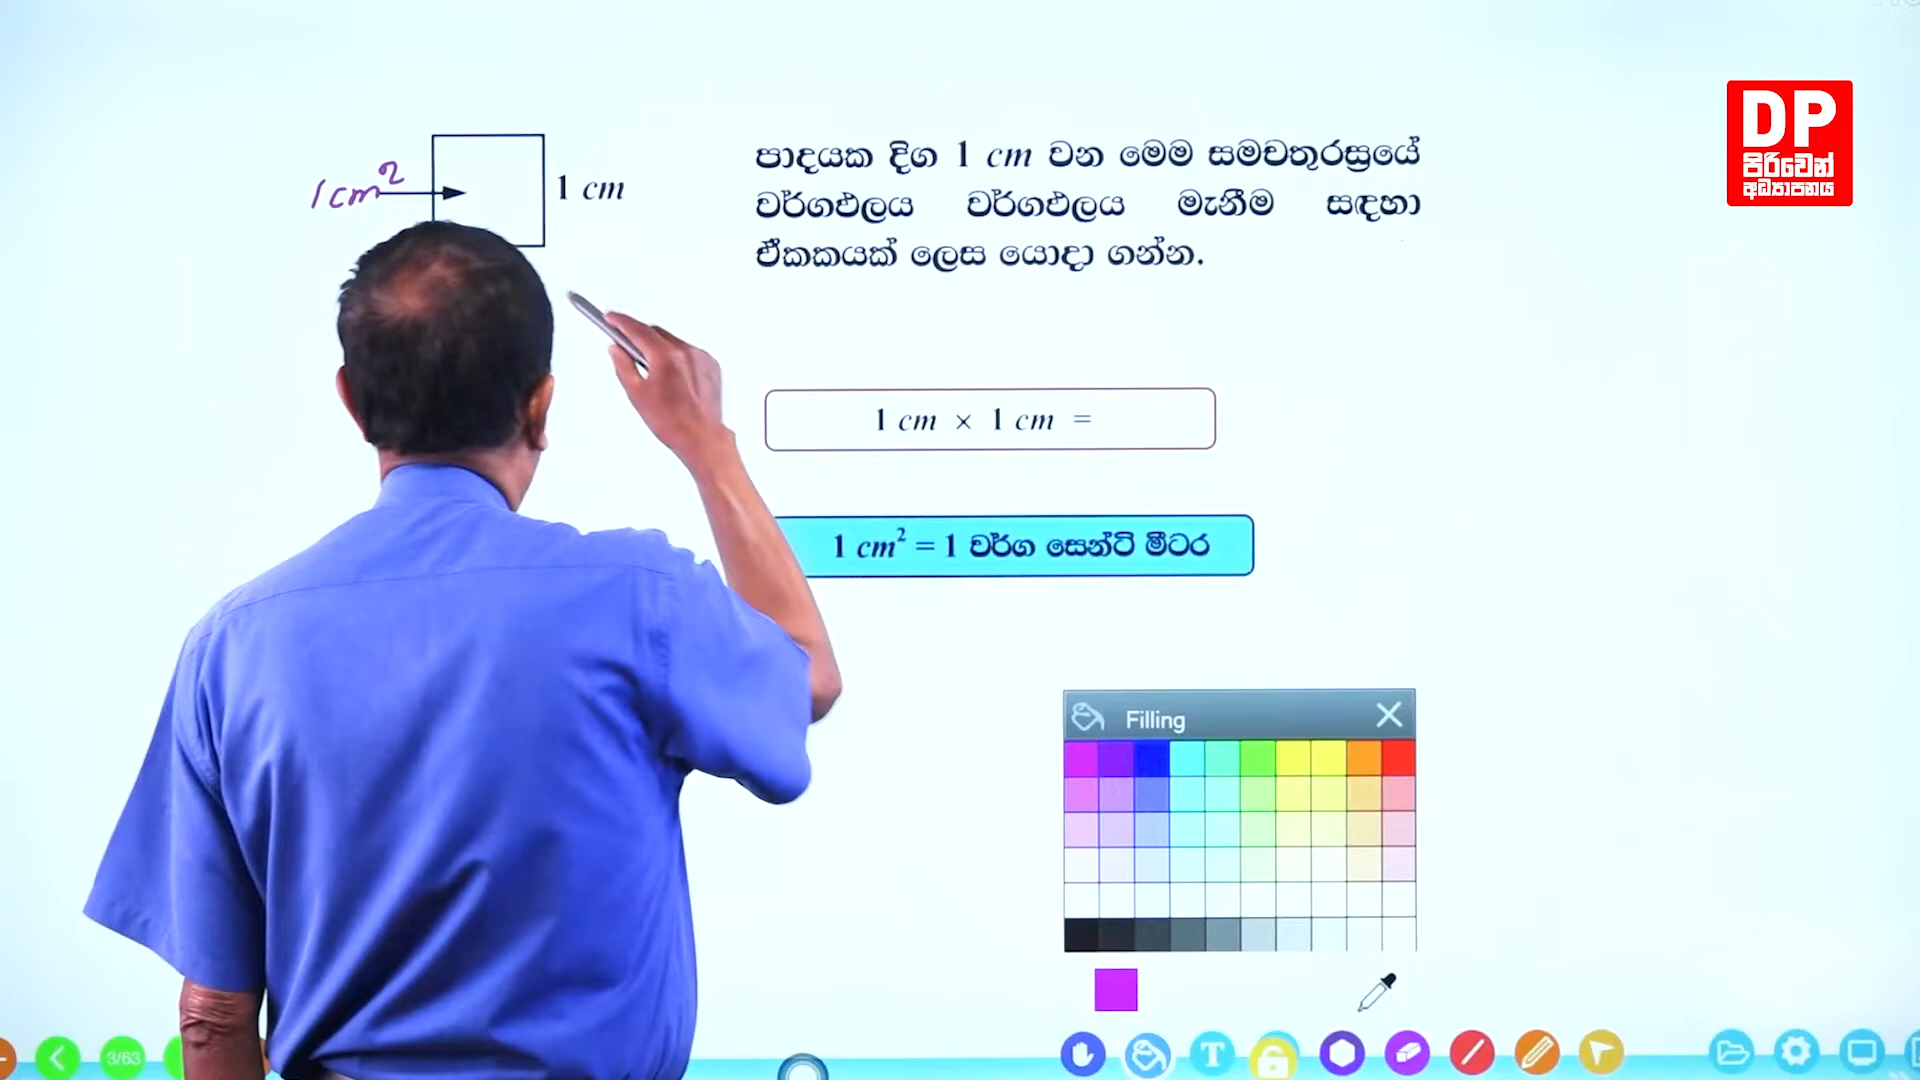 DP
පිරිවෙන්
අධ්‍යාපනය
1cm²
1 cm
පාදයක දිග 1 cm වන මෙම සමචතුරස්‍රයේ
වර්ගඵලය වර්ගඵලය මැනීම සඳහා
ඒකකයක් ලෙස යොදා ගන්න.
1 cm × 1 cm =
1 cm² = 1 වර්ග සෙන්ටි මීටර
Filling
3/63
T